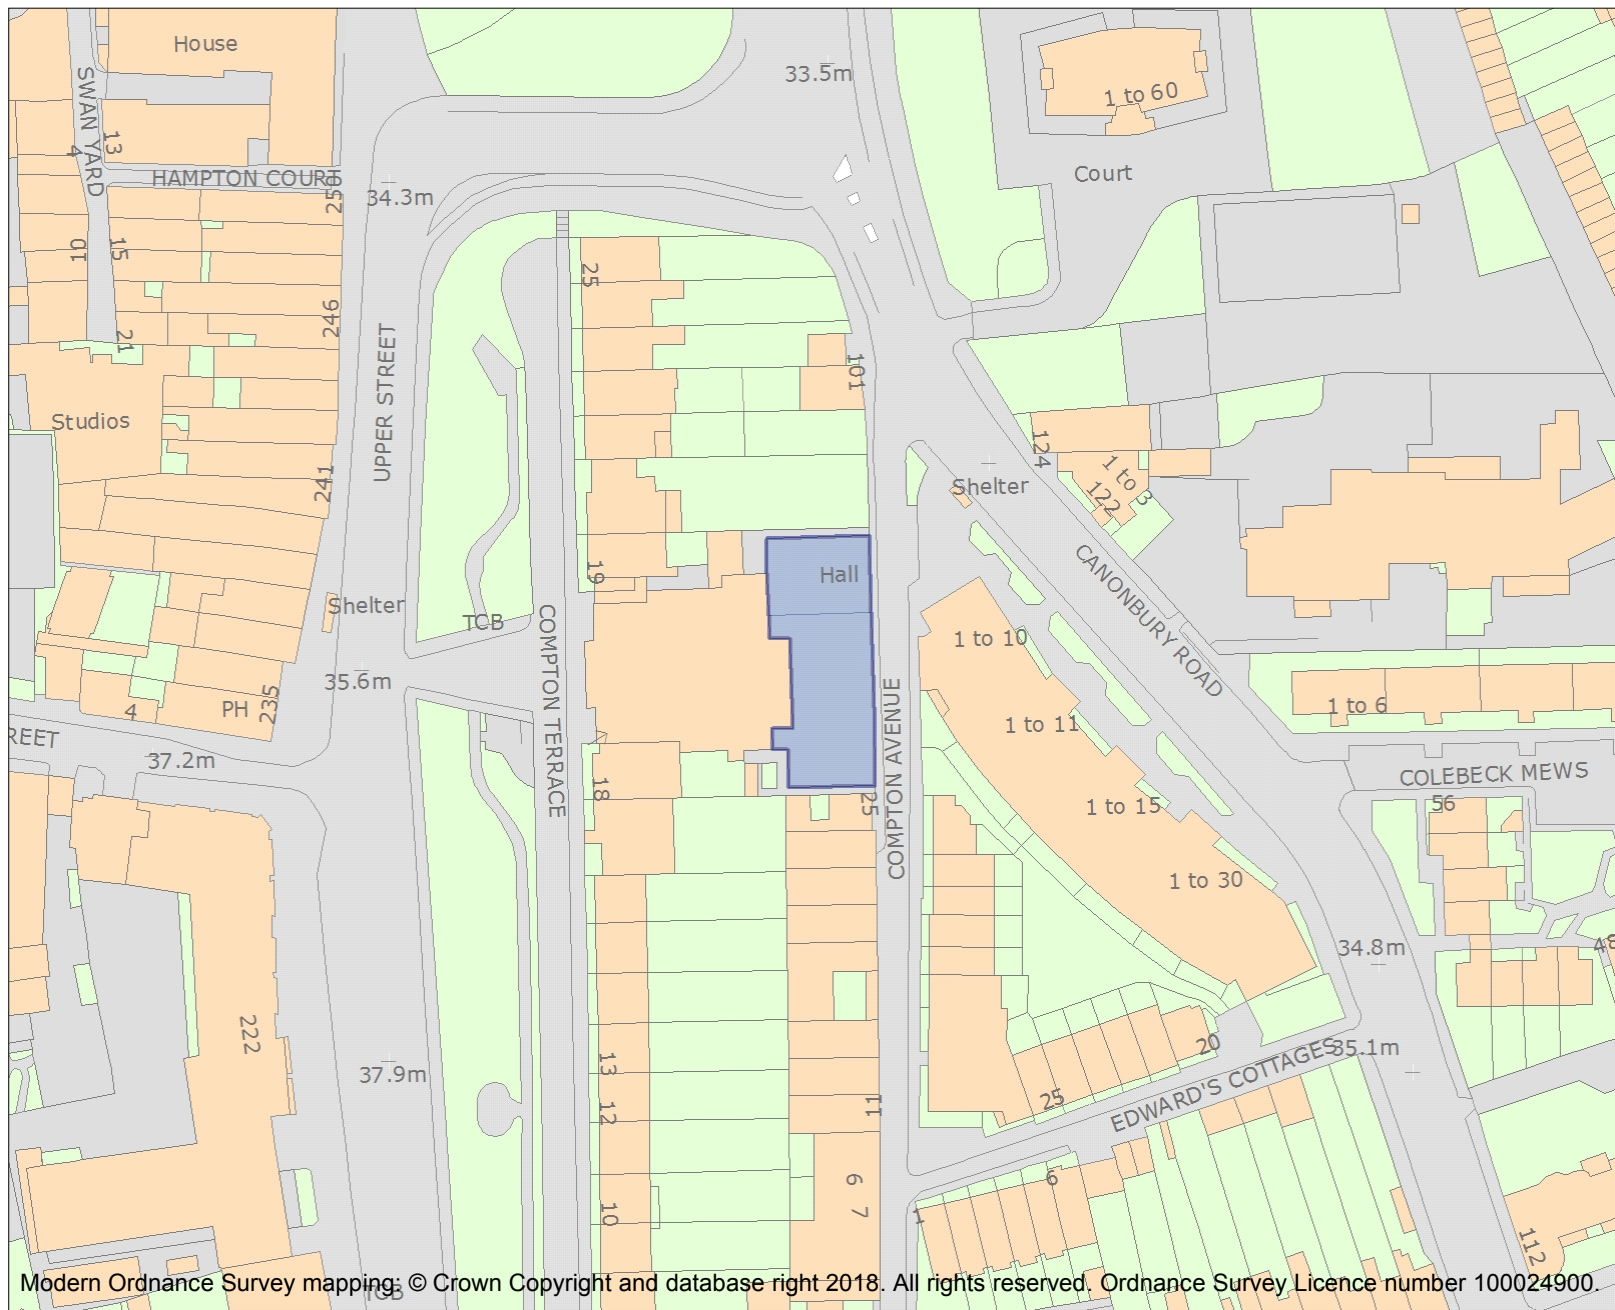 House
33.5m
1 to 60
SWAN YARD
13
4
HAMPTON COURT
250
34.3m
Court
10
15
25
246
21
UPPER STREET
101
Studios
124
1 to 3
122
Shelter
241
CANONBURY ROAD
Hall
19
Shelter
TCB
COMPTON TERRACE
1 to 10
35.6m
235
PH
4
1 to 11
1 to 6
REET
37.2m
COMPTON AVENUE
COLEBECK MEWS
56
18
25
1 to 15
1 to 30
34.8m
48
222
13
37.9m
12
11
20
35.1m
25
EDWARD'S COTTAGES
6
6
7
10
1
112
TCB
Modern Ordnance Survey mapping: © Crown Copyright and database right 2018. All rights reserved. Ordnance Survey Licence number 100024900.